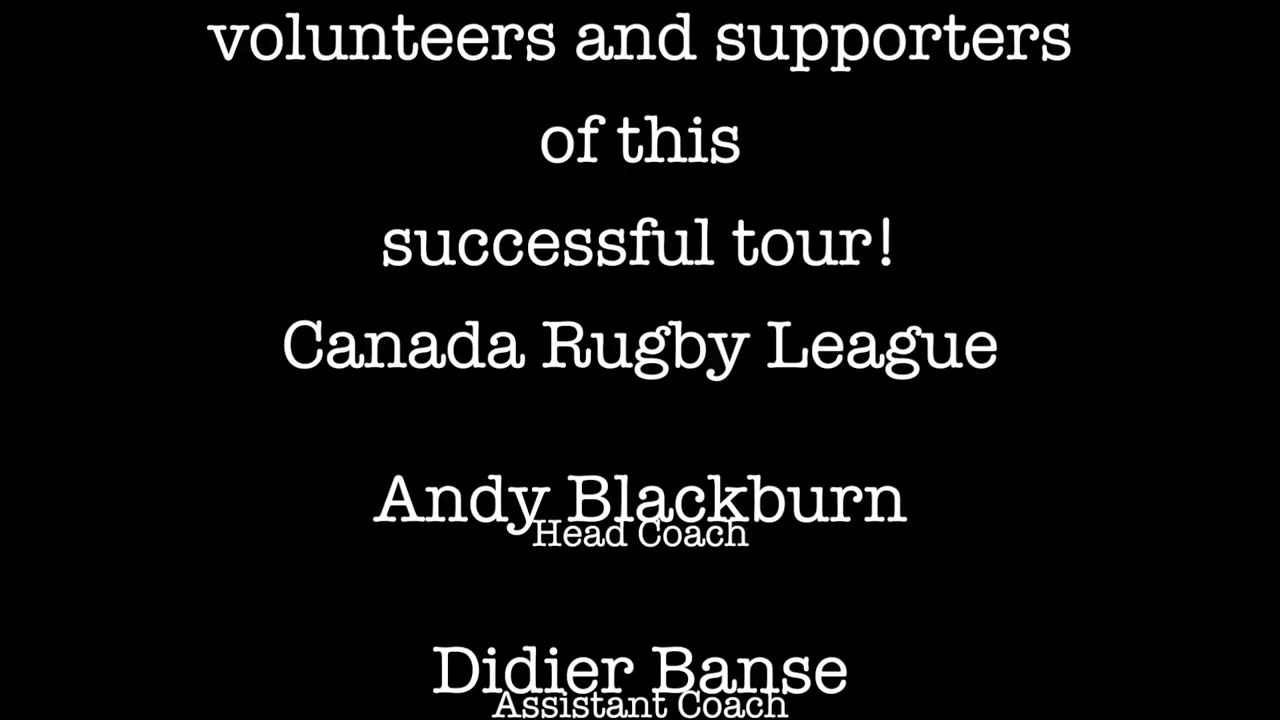 volunteers and supporters
of this
successful tour!
Canada Rugby League
Andy Blackburn
Head Coach
Didier Banse
Assistant Coach